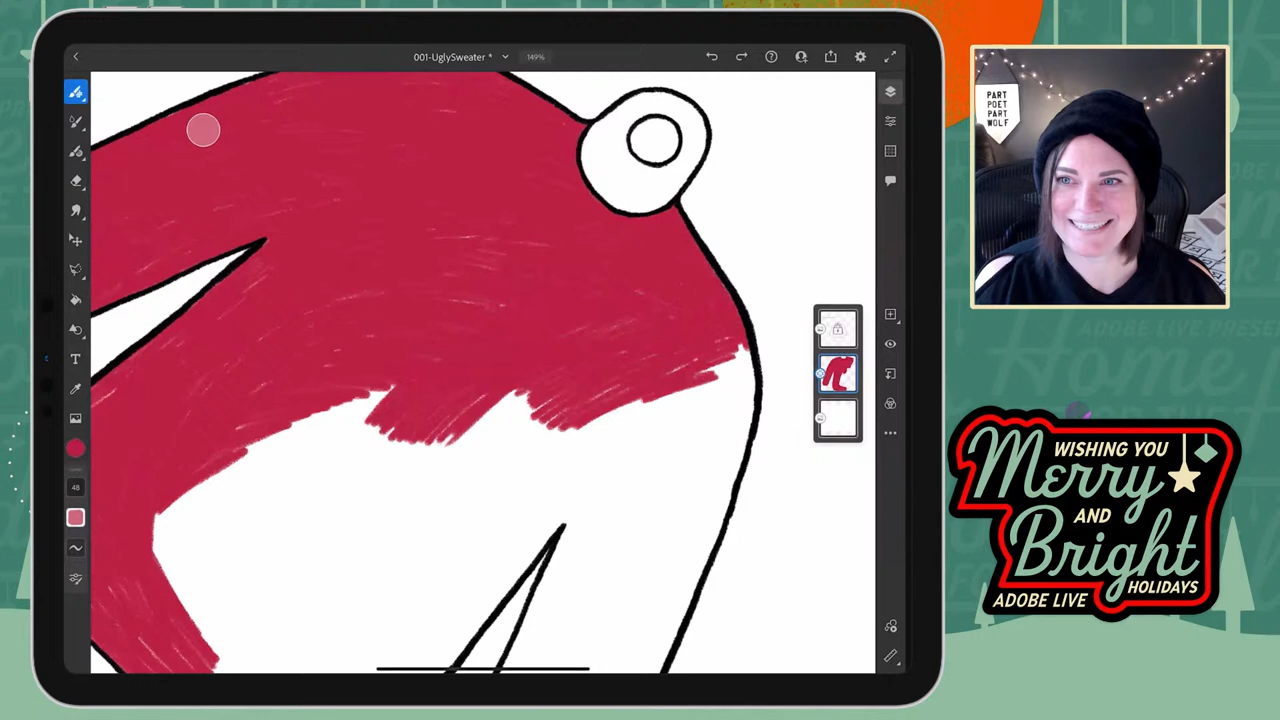 001-UglySweater *
149%
T
48
PART
POET
PART
WOLF
WISHING YOU
Merry
AND
Bright
HOLIDAYS
ADOBE LIVE